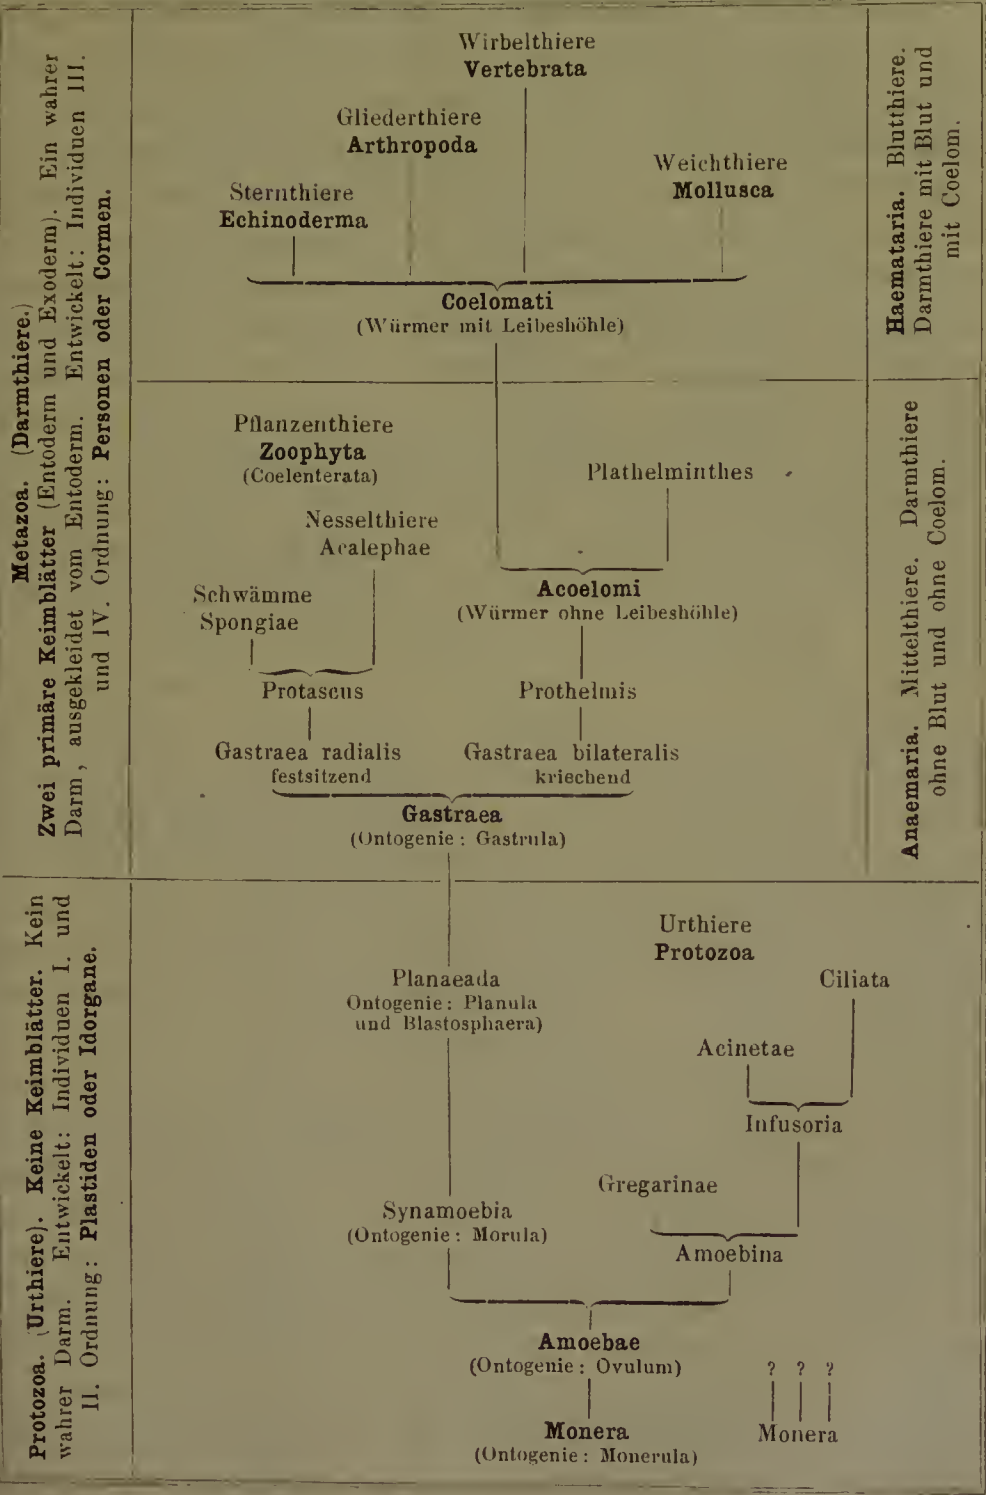 Wirbelthiere
Vertebrata
Gliederthiere
Arthropoda
Weichthiere
Mollusca
Sternthiere
Echinoderma
Coelomati
(Würmer mit Leibeshöhle)
Metazoa. (Darmthiere.)
Zwei primäre Keimblätter (Entoderm und Exoderm). Ein wahrer
Darm, ausgekleidet vom Entoderm. Entwickelt: Individuen III.
und IV. Ordnung: Personen oder Cormen.
Haemataria. Blutthiere.
Darmthiere mit Blut und
mit Coelom.
Pflanzenthiere
Zoophyta
(Coelenterata)
Plathelminthes
Nesselthiere
Acalephae
Acoelomi
(Würmer ohne Leibeshöhle)
Schwämme
Spongiae
Protascus
Prothelmis
Gastraea radialis
festsitzend
Gastraea bilateralis
kriechend
Gastraea
(Ontogenie: Gastrula)
Anaemaria. Mittelthiere. Darmthiere
ohne Blut und ohne Coelom.
Protozoa. (Urthiere). Keine Keimblätter. Kein
wahrer Darm. Entwickelt: Individuen I. und
II. Ordnung: Plastiden oder Idorgane.
Urthiere
Protozoa
Planaeada
Ontogenie: Planula
und Blastosphaera)
Ciliata
Acinetae
Infusoria
Gregarinae
Synamoebia
(Ontogenie: Morula)
Amoebina
Amoebae
(Ontogenie: Ovulum)
? ? ?
Monera
(Ontogenie: Monerula)
Monera